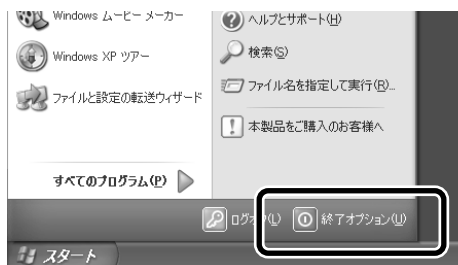 Windows ムービー メーカー
Windows XP ツアー
ファイルと設定の転送ウィザード
すべてのプログラム(P)
ヘルプとサポート(H)
検索(S)
ファイル名を指定して実行(R)...
本製品をご購入のお客様へ
ログオフ(L)
終了オプション(U)
スタート